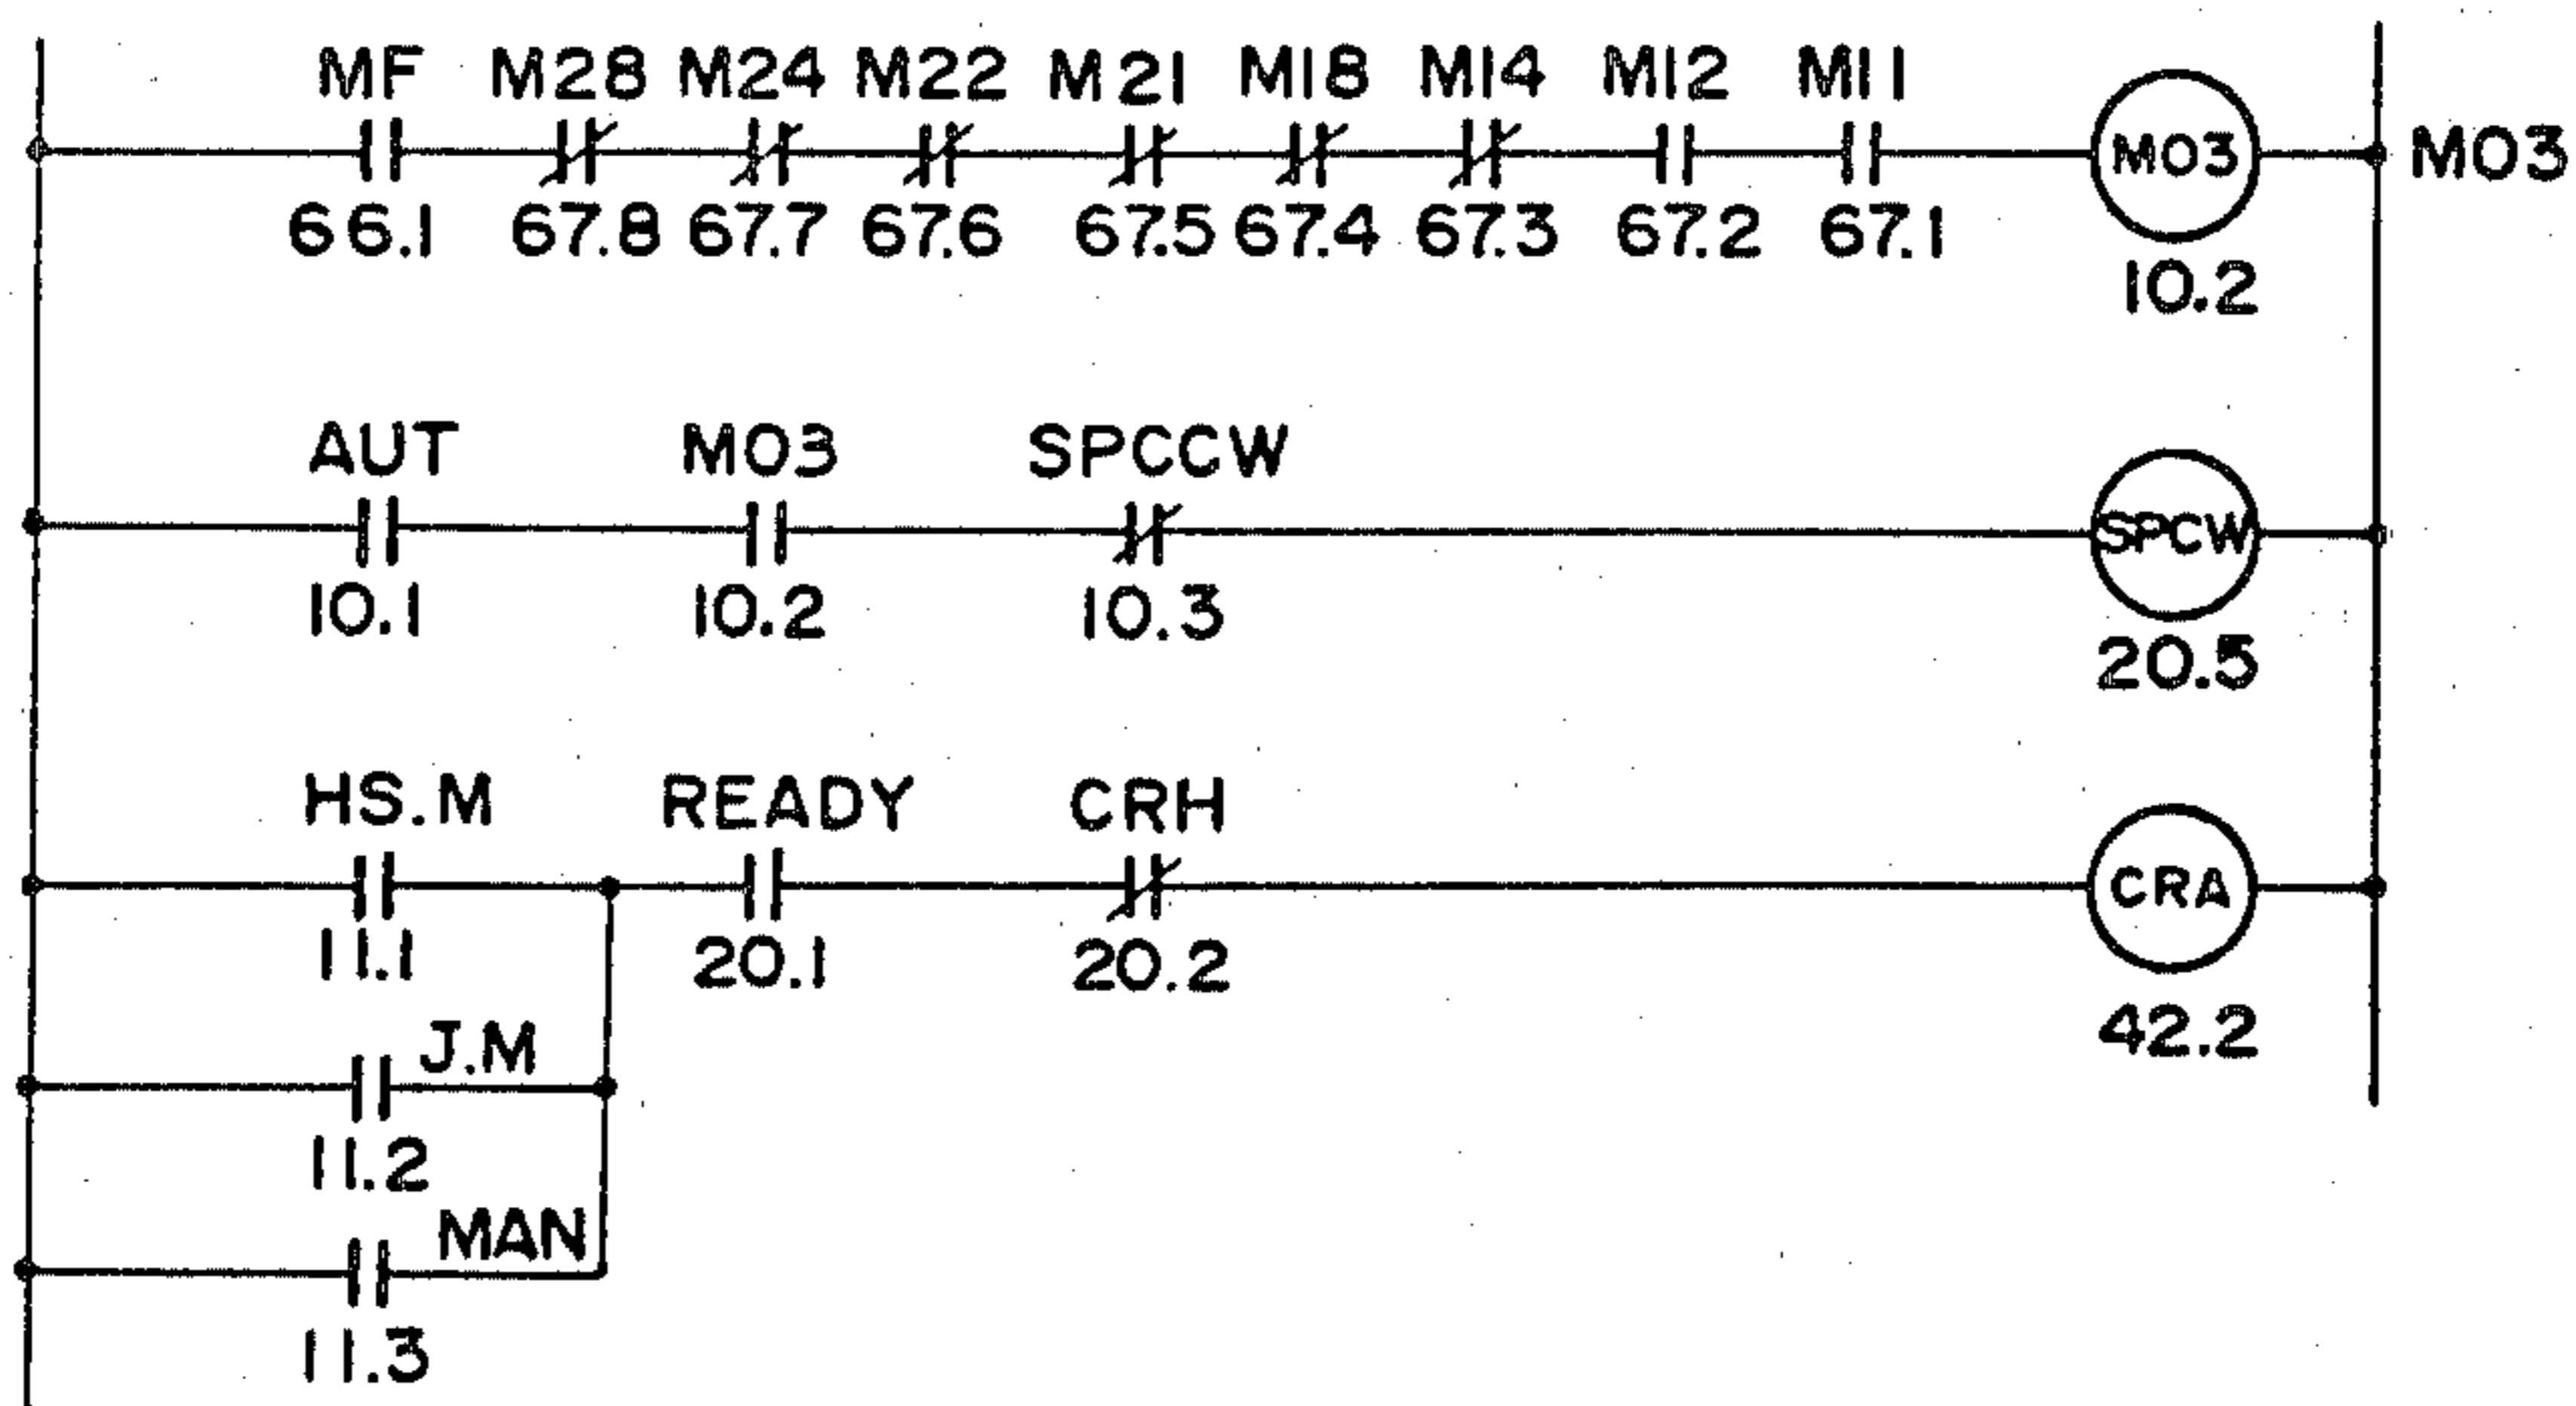 MF M28 M24 M22 M21 M18 M14 M12 M11
M03 M03
66.1 67.8 67.7 67.6 67.5 67.4 67.3 67.2 67.1
10.2
AUT M03 SPCCW
SPCW
10.1 10.2 10.3
20.5
HS.M READY CRH
CRA
11.1 20.1 20.2
42.2
J.M
11.2
MAN
11.3